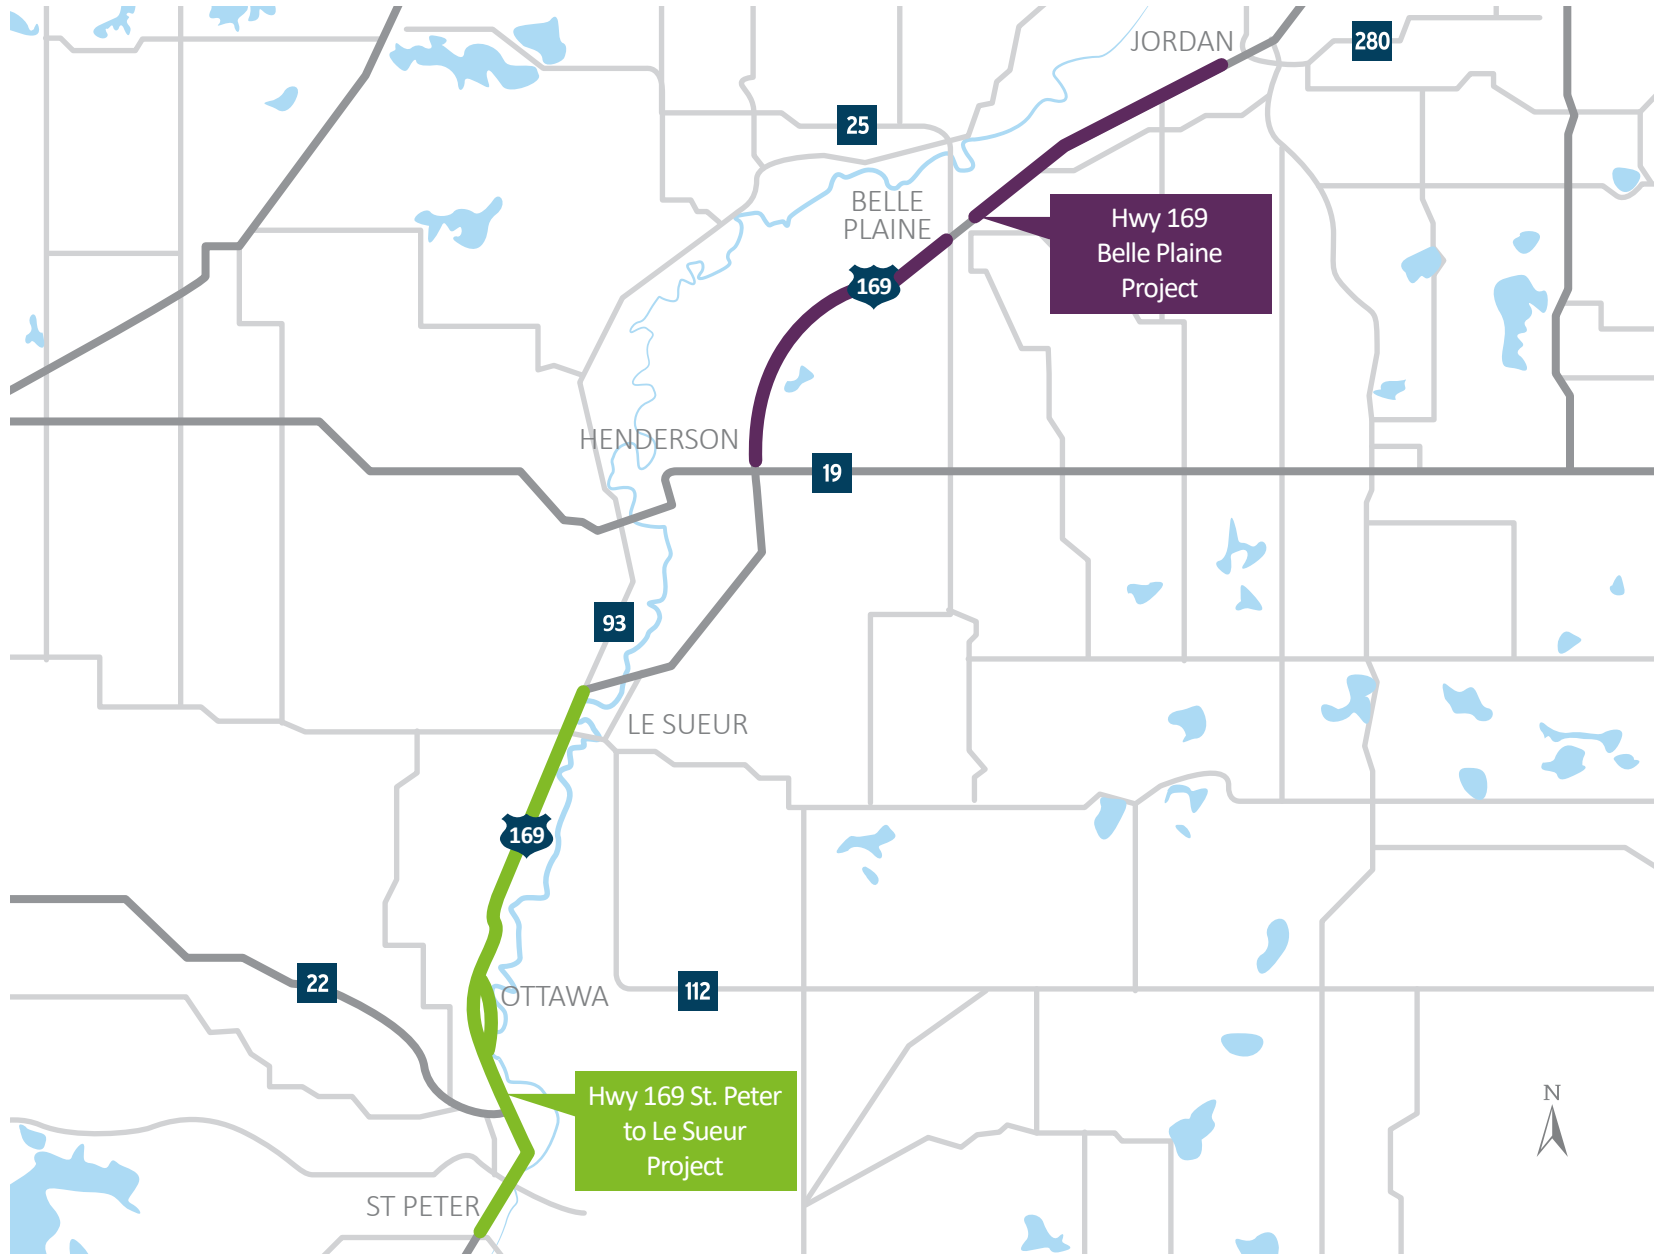 JORDAN
280
25
BELLE
PLAINE
Hwy 169
Belle Plaine
Project
169
HENDERSON
19
93
LE SUEUR
169
22
OTTAWA
112
Hwy 169 St. Peter
to Le Sueur
Project
N
ST PETER